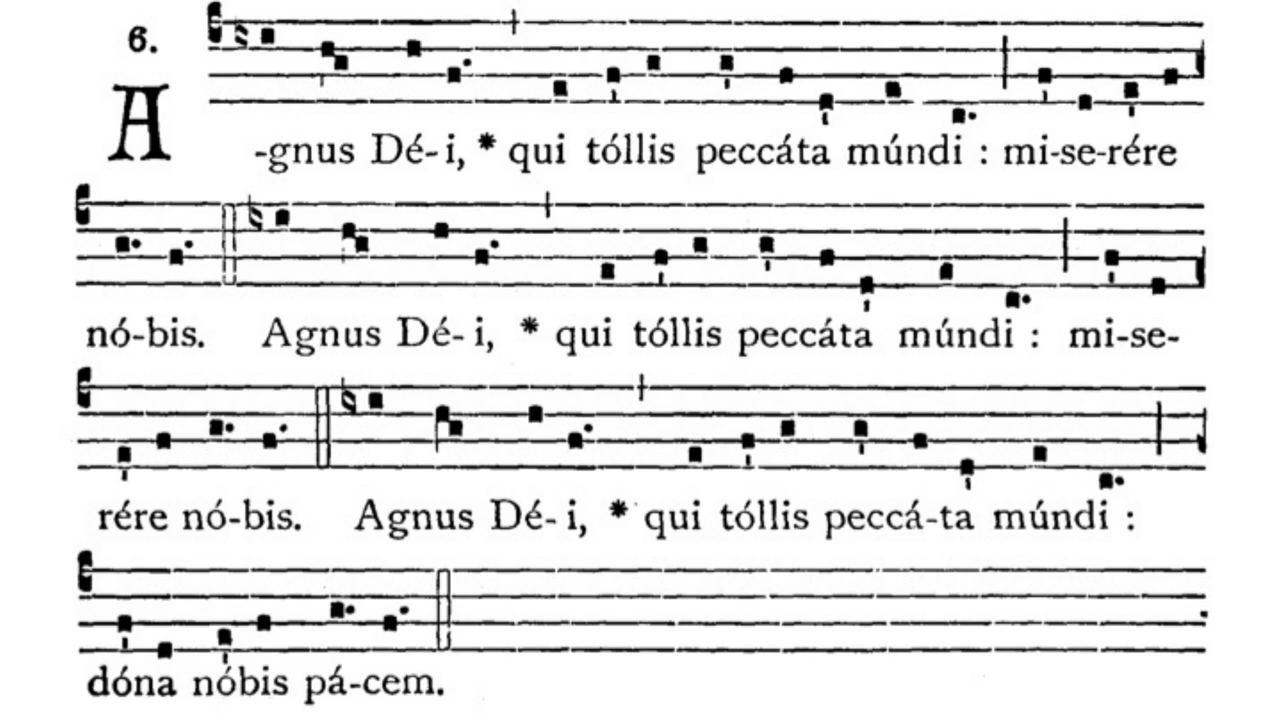 6.
A-gnus Dé-i, * qui tóllis peccáta múndi : mi-se-rére
nó-bis. Agnus Dé-i, * qui tóllis peccáta múndi : mi-se-
rére nó-bis. Agnus Dé-i, * qui tóllis peccá-ta múndi :
dóna nóbis pá-cem.